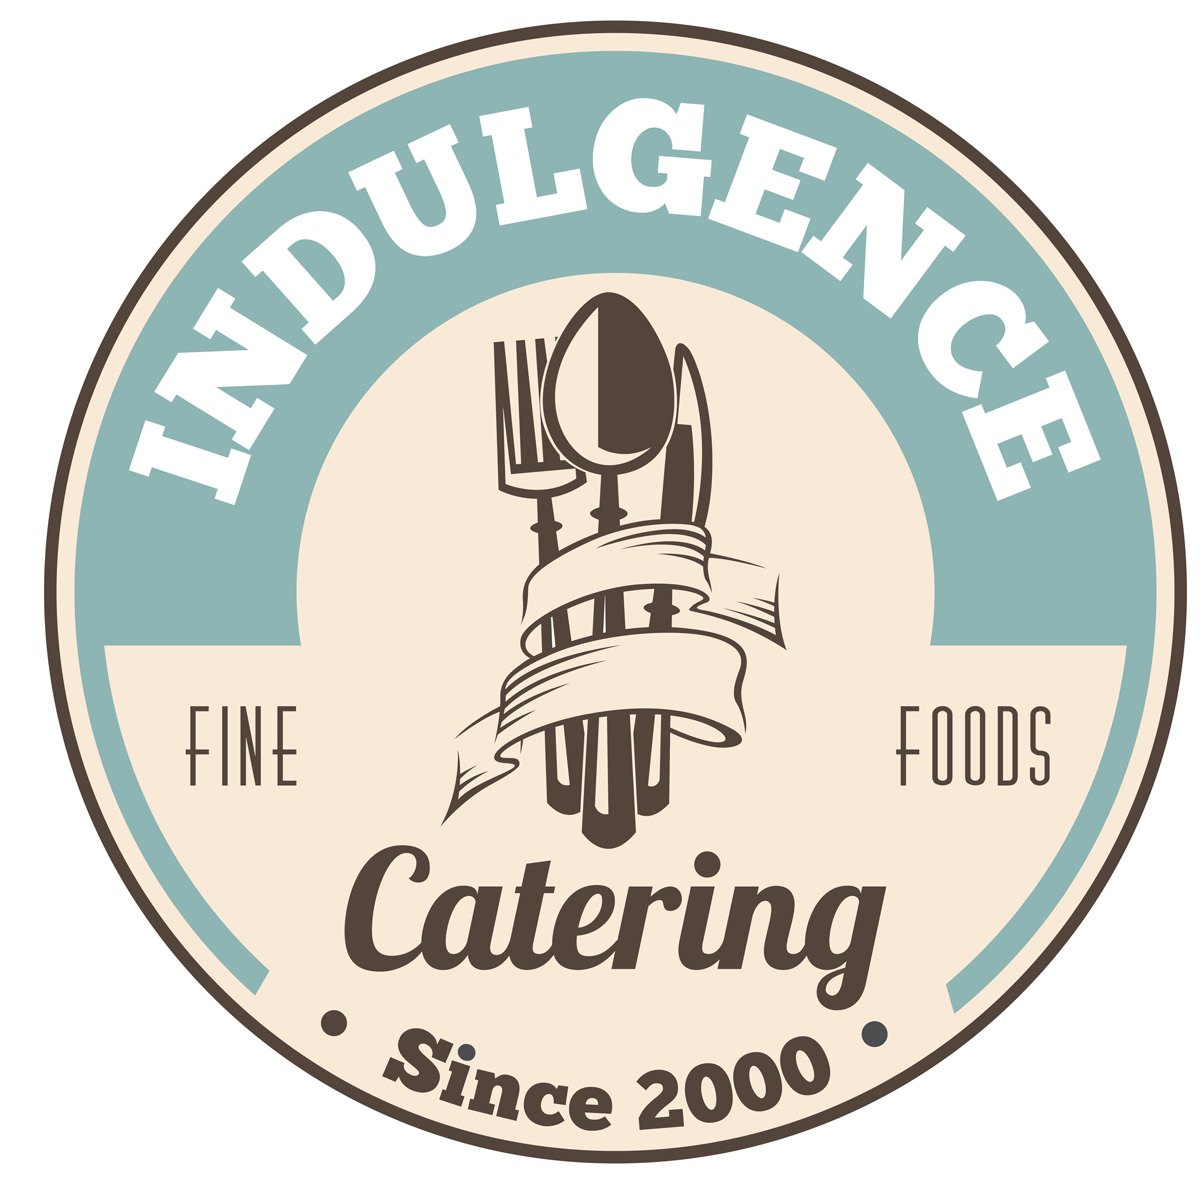 INDULGENCE
FINE
FOODS
Catering
• Since 2000 •